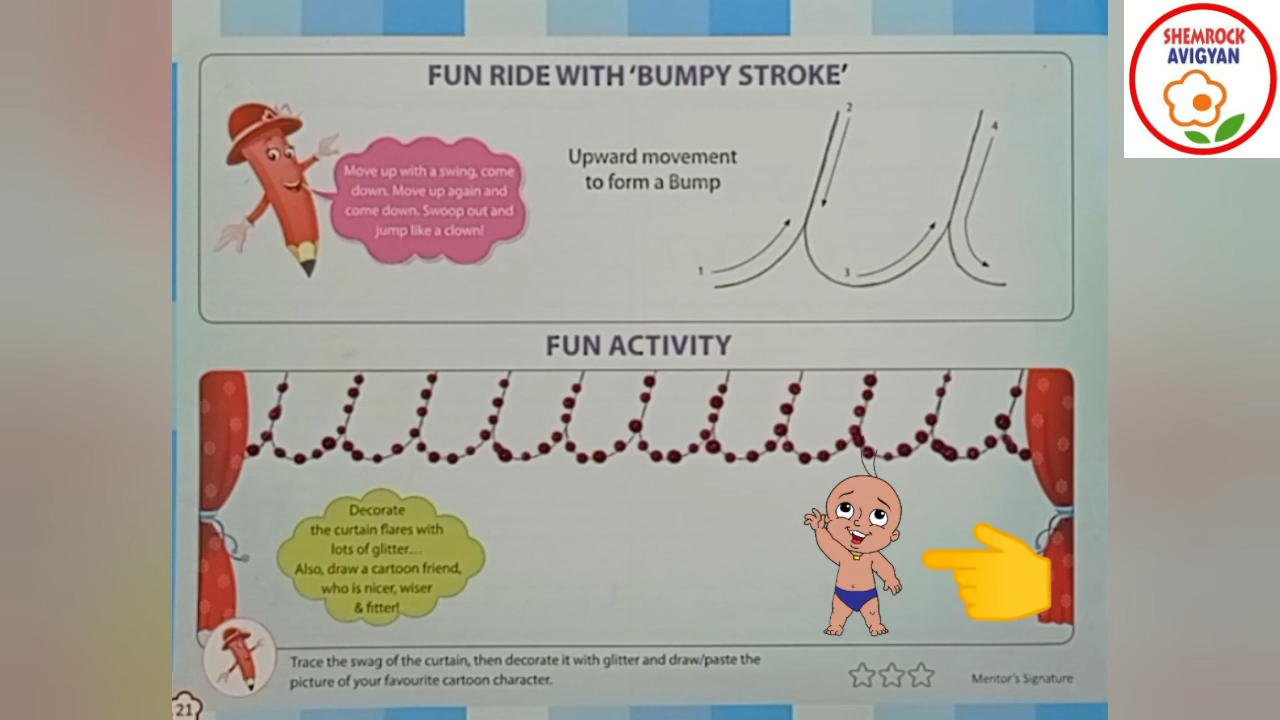 SHEMROCK
AVIGYAN
FUN RIDE WITH 'BUMPY STROKE'
Move up with a swing, come
down. Move up again and
come down. Swoop out and
jump like a clown!
Upward movement
to form a Bump
1
2
3
4
FUN ACTIVITY
Decorate
the curtain flares with
lots of glitter...
Also, draw a cartoon friend,
who is nicer, wiser
& fitter!
Trace the swag of the curtain, then decorate it with glitter and draw/paste the
picture of your favourite cartoon character.
Mentor's Signature
21